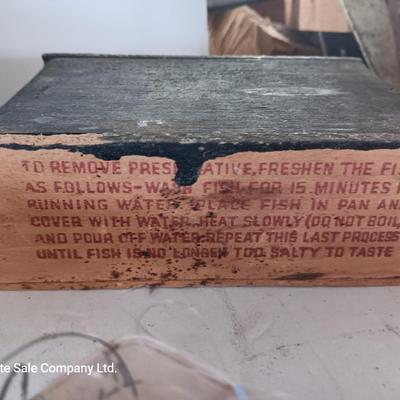 TO REMOVE PRESERVATIVE, FRESHEN THE FIS
AS FOLLOWS-WASH FISH FOR 15 MINUTES I
RUNNING WATER, PLACE FISH IN PAN AN
COVER WITH WATER, HEAT SLOWLY (DO NOT BOIL
AND POUR OFF WATER. REPEAT THIS LAST PROCESS
UNTIL FISH IS NO LONGER TOO SALTY TO TASTE
te Sale Company Ltd.